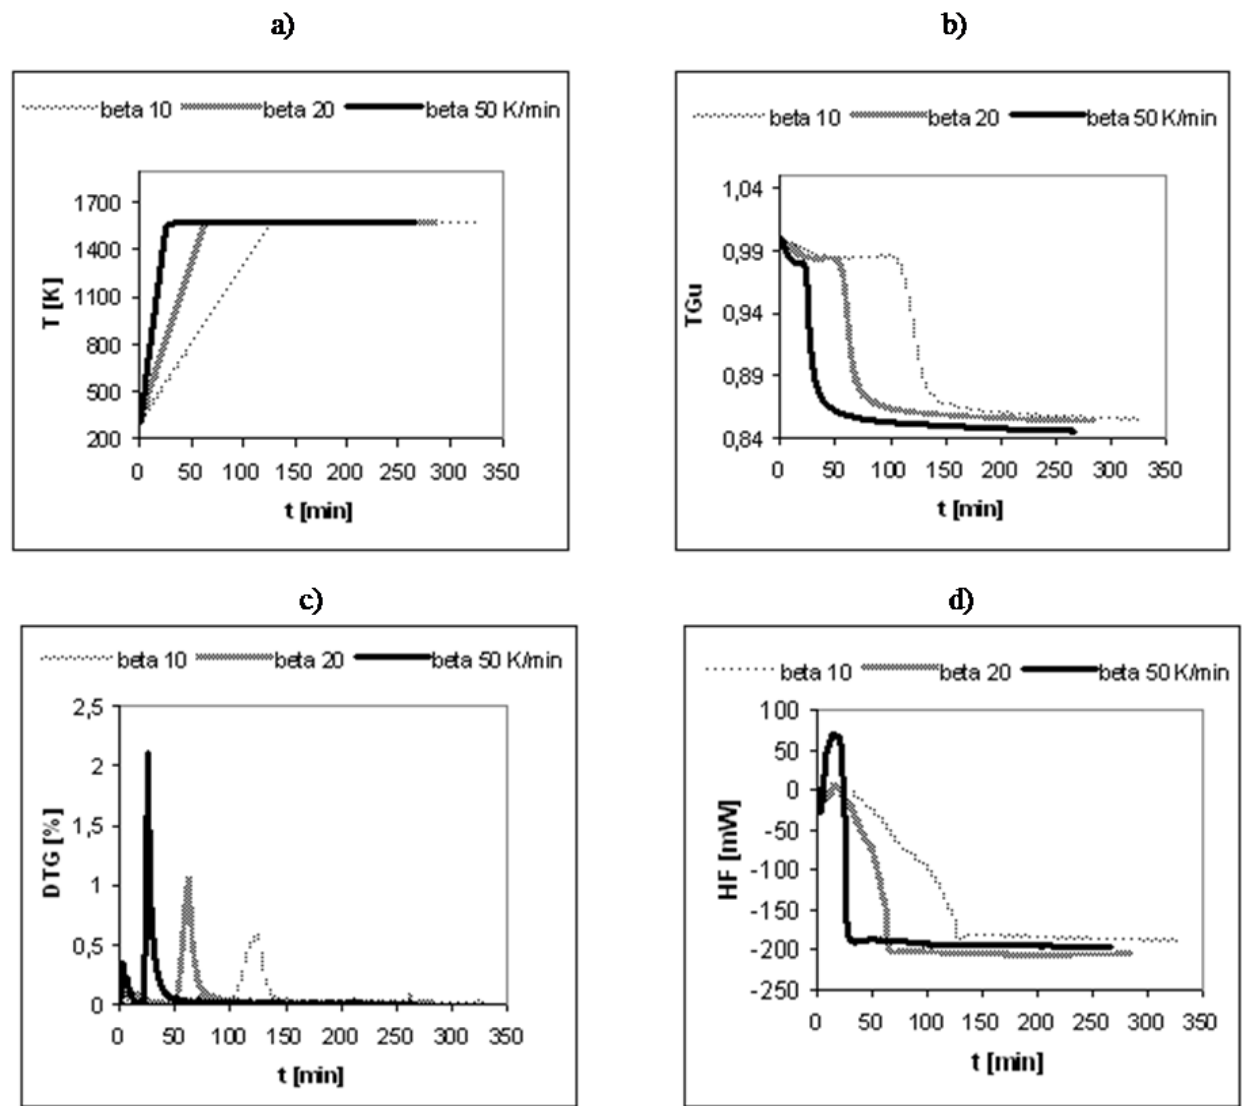 a)
beta 10 beta 20 beta 50 K/min
1700
1400
1100
800
500
200
T [K]
0 50 100 150 200 250 300 350
t [min]
b)
beta 10 beta 20 beta 50 K/min
1,04
0,99
0,94
0,89
0,84
TGu
0 50 100 150 200 250 300 350
t [min]
c)
beta 10 beta 20 beta 50 K/min
2,5
2
1,5
1
0,5
0
DTG [%]
0 50 100 150 200 250 300 350
t [min]
d)
beta 10 beta 20 beta 50 K/min
100
50
0
-50
-100
-150
-200
-250
HF [mW]
0 50 100 150 200 250 300 350
t [min]